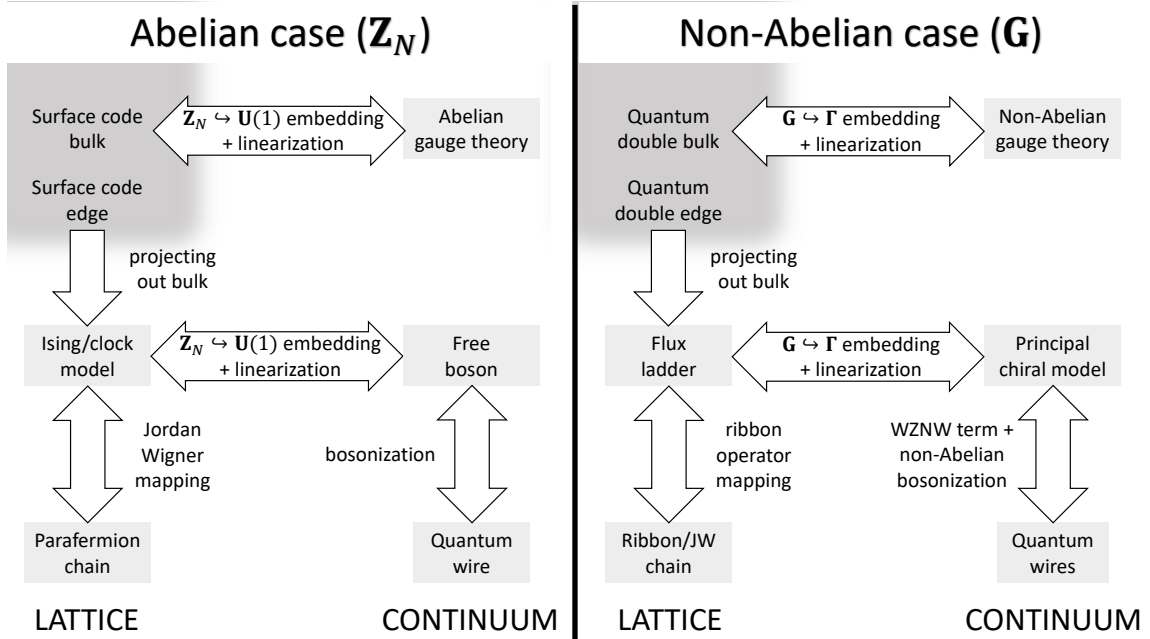 Abelian case (Z_N)
Surface code
bulk
Z_N ↪ U(1) embedding
+ linearization
Abelian
gauge theory
Surface code
edge
projecting
out bulk
Ising/clock
model
Z_N ↪ U(1) embedding
+ linearization
Free
boson
Jordan
Wigner
mapping
bosonization
Parafermion
chain
Quantum
wire
LATTICE
CONTINUUM
Non-Abelian case (G)
Quantum
double bulk
G ↪ Γ embedding
+ linearization
Non-Abelian
gauge theory
Quantum
double edge
projecting
out bulk
Flux
ladder
G ↪ Γ embedding
+ linearization
Principal
chiral model
ribbon
operator
mapping
WZNW term +
non-Abelian
bosonization
Ribbon/JW
chain
Quantum
wires
LATTICE
CONTINUUM